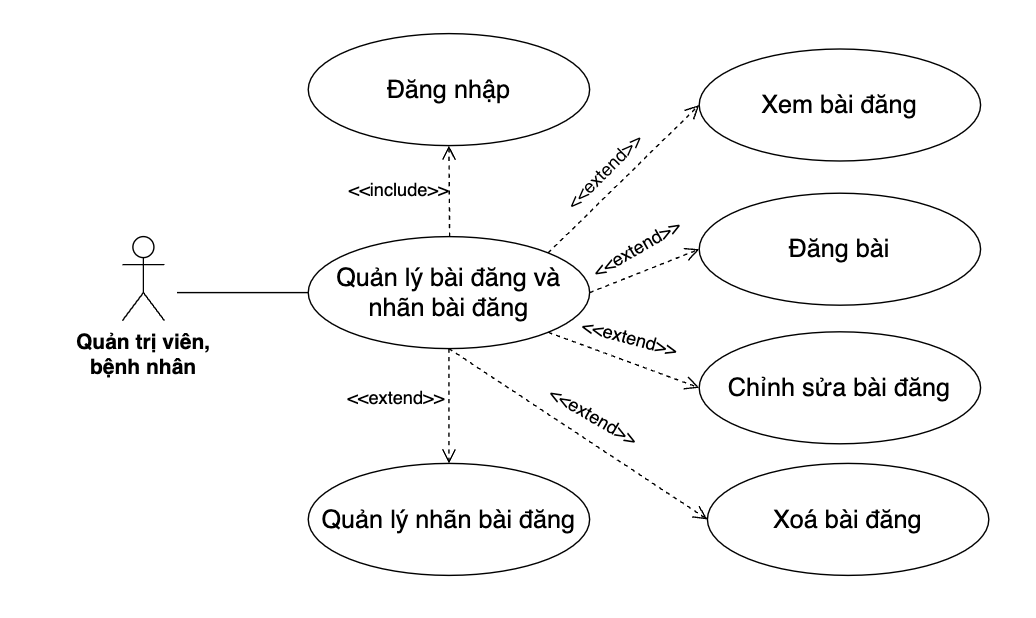 Đăng nhập
Xem bài đăng
<<include>>
<<extend>>
Đăng bài
<<extend>>
Quản lý bài đăng và
nhãn bài đăng
Quản trị viên,
bệnh nhân
<<extend>>
Chỉnh sửa bài đăng
<<extend>>
<<extend>>
Quản lý nhãn bài đăng
Xoá bài đăng